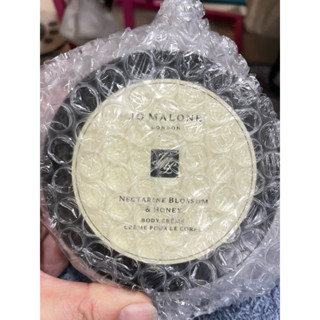 JO MALONE
LONDON
NECTARINE BLOSSOM
& HONEY
BODY CRÈME
CRÈME POUR LE CORPS